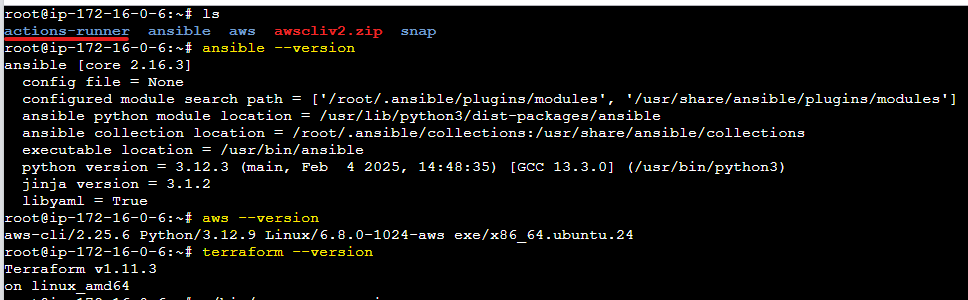 root@ip-172-16-0-6:~# ls
actions-runner  ansible  aws  awscliv2.zip  snap
root@ip-172-16-0-6:~# ansible --version
ansible [core 2.16.3]
  config file = None
  configured module search path = ['/root/.ansible/plugins/modules', '/usr/share/ansible/plugins/modules']
  ansible python module location = /usr/lib/python3/dist-packages/ansible
  ansible collection location = /root/.ansible/collections:/usr/share/ansible/collections
  executable location = /usr/bin/ansible
  python version = 3.12.3 (main, Feb  4 2025, 14:48:35) [GCC 13.3.0] (/usr/bin/python3)
  jinja version = 3.1.2
  libyaml = True
root@ip-172-16-0-6:~# aws --version
aws-cli/2.25.6 Python/3.12.9 Linux/6.8.0-1024-aws exe/x86_64.ubuntu.24
root@ip-172-16-0-6:~# terraform --version
Terraform v1.11.3
on linux_amd64